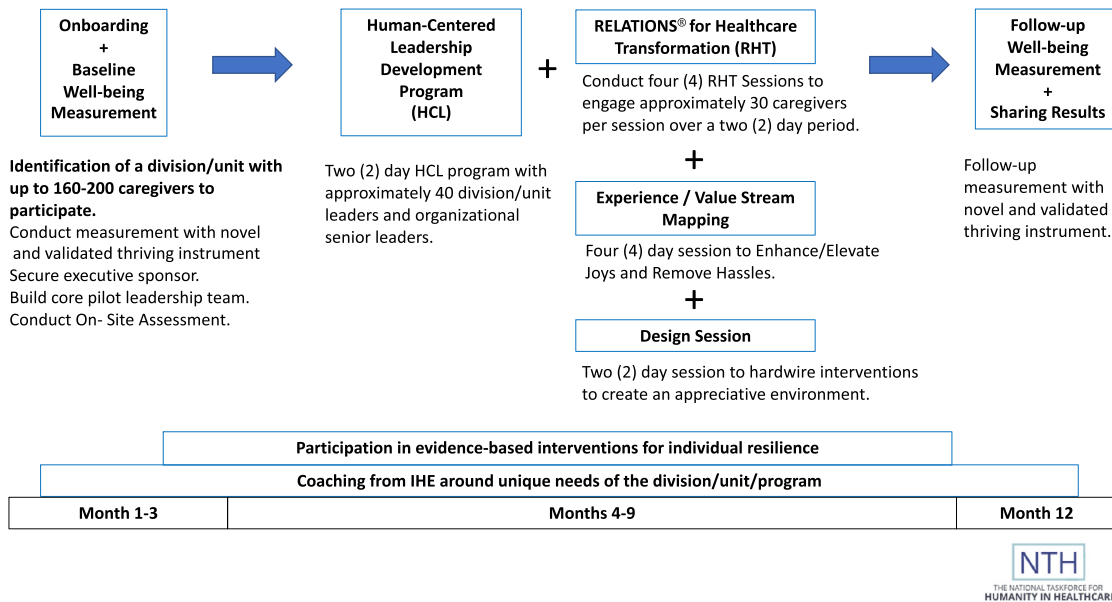 Onboarding
+
Baseline
Well-being
Measurement
Identification of a division/unit with
up to 160-200 caregivers to
participate.
Conduct measurement with novel
and validated thriving instrument
Secure executive sponsor.
Build core pilot leadership team.
Conduct On- Site Assessment.
Human-Centered
Leadership
Development
Program
(HCL)
Two (2) day HCL program with
approximately 40 division/unit
leaders and organizational
senior leaders.
+
RELATIONS® for Healthcare
Transformation (RHT)
Conduct four (4) RHT Sessions to
engage approximately 30 caregivers
per session over a two (2) day period.
+
Experience / Value Stream
Mapping
Four (4) day session to Enhance/Elevate
Joys and Remove Hassles.
+
Design Session
Two (2) day session to hardwire interventions
to create an appreciative environment.
Follow-up
Well-being
Measurement
+
Sharing Results
Follow-up
measurement with
novel and validated
thriving instrument.
Participation in evidence-based interventions for individual resilience
Coaching from IHE around unique needs of the division/unit/program
Month 1-3
Months 4-9
Month 12
NTH
THE NATIONAL TASKFORCE FOR
HUMANITY IN HEALTHCARE